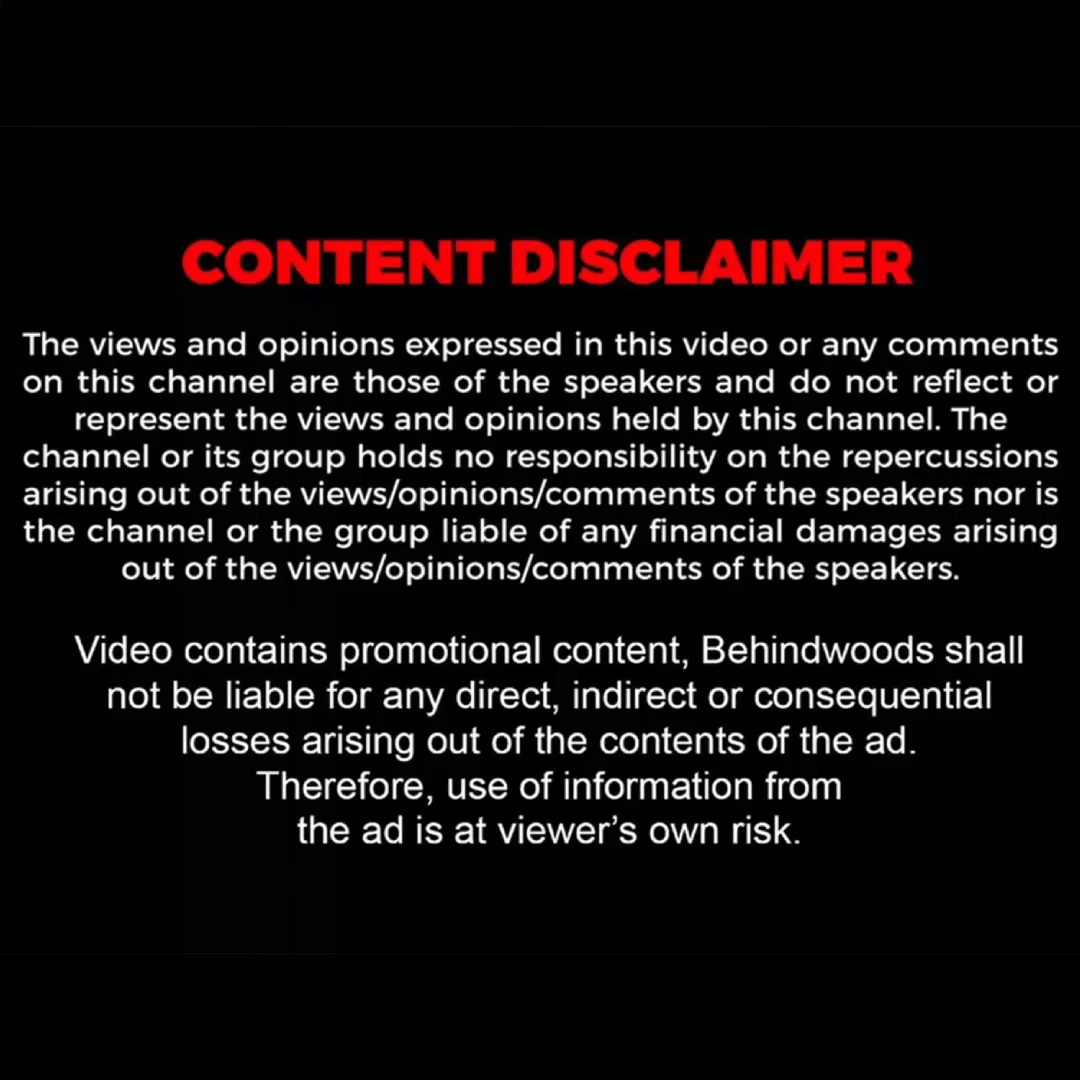 CONTENT DISCLAIMER
The views and opinions expressed in this video or any comments
on this channel are those of the speakers and do not reflect or
represent the views and opinions held by this channel. The
channel or its group holds no responsibility on the repercussions
arising out of the views/opinions/comments of the speakers nor is
the channel or the group liable of any financial damages arising
out of the views/opinions/comments of the speakers.
Video contains promotional content, Behindwoods shall
not be liable for any direct, indirect or consequential
losses arising out of the contents of the ad.
Therefore, use of information from
the ad is at viewer’s own risk.